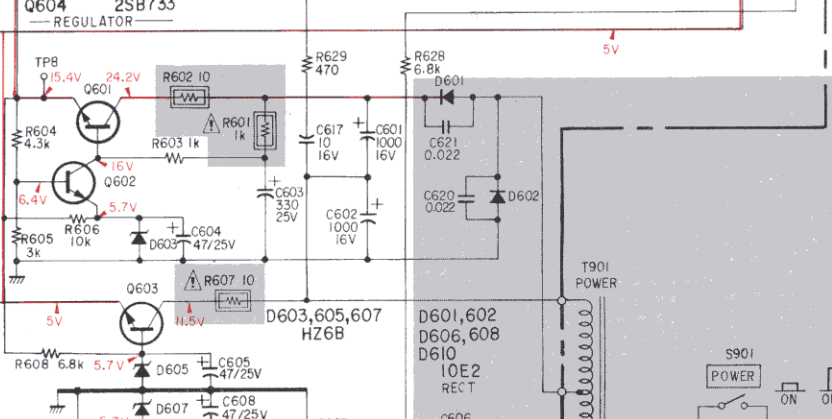 Q604 2SB733
REGULATOR
5V
TP8
15.4V
Q601
24.2V
R602 10
R629
470
R628
6.8k
D601
R601
1k
R604
4.3k
R603 1k
C617
10
16V
C601
1000
16V
C621
0.022
16V
Q602
6.4V
5.7V
C603
330
25V
C620
0.022
D602
R606
10k
C604
47/25V
C602
1000
16V
D603
R605
3k
T901
POWER
Q603
R607 10
5V
11.5V
D603,605,607
HZ6B
D601,602
D606,608
D610
10E2
RECT
S901
POWER
ON
R608 6.8k
5.7V
D605
C605
47/25V
D607
C608
47/25V